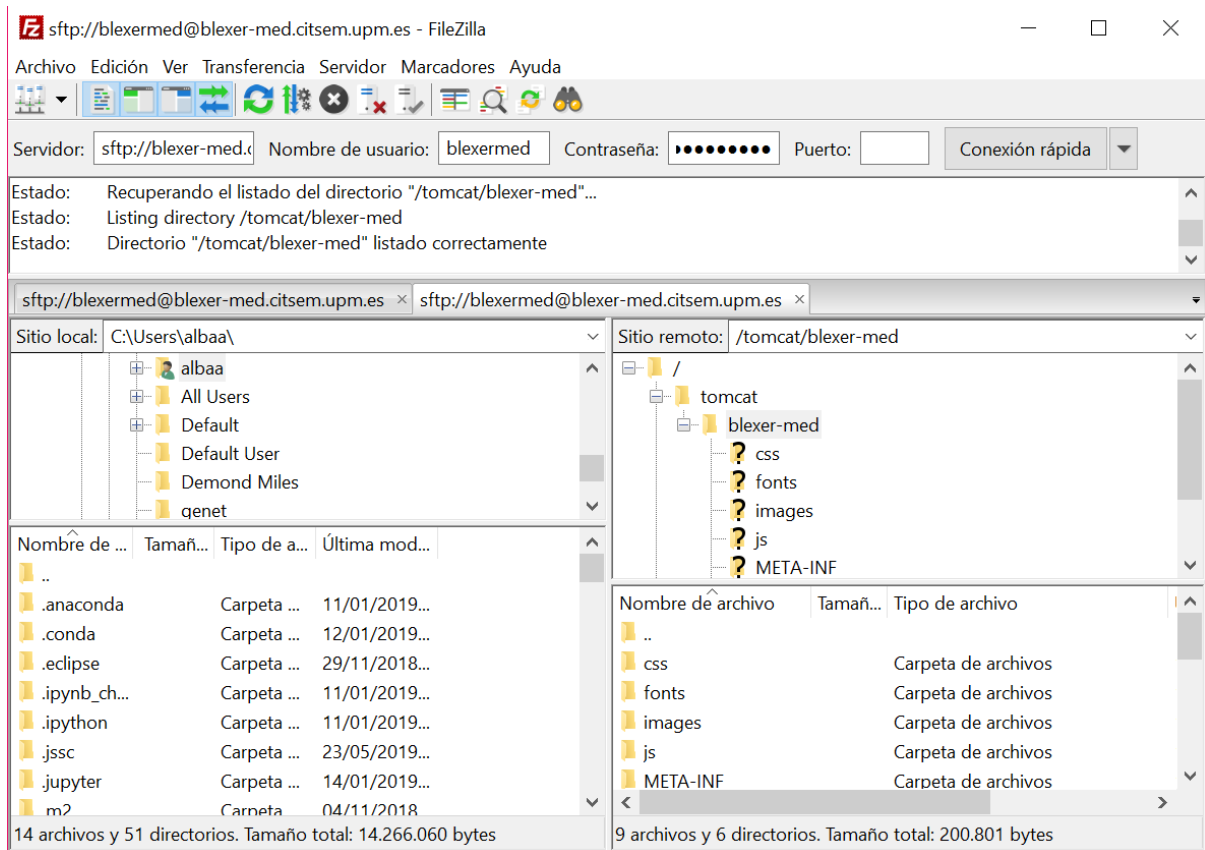 sftp://blexermed@blexer-med.citsem.upm.es - FileZilla
Archivo Edición Ver Transferencia Servidor Marcadores Ayuda
Servidor: sftp://blexer-med.c Nombre de usuario: blexermed Contraseña: ●●●●●●●●● Puerto: Conexión rápida
Estado: Recuperando el listado del directorio "/tomcat/blexer-med"...
Estado: Listing directory /tomcat/blexer-med
Estado: Directorio "/tomcat/blexer-med" listado correctamente
sftp://blexermed@blexer-med.citsem.upm.es × sftp://blexermed@blexer-med.citsem.upm.es ×
Sitio local: C:\Users\albaa\
albaa
All Users
Default
Default User
Demond Miles
genet
Nombre de ... Tamañ... Tipo de a... Última mod...
..
.anaconda Carpeta ... 11/01/2019...
.conda Carpeta ... 12/01/2019...
.eclipse Carpeta ... 29/11/2018...
.ipynb_ch... Carpeta ... 11/01/2019...
.ipython Carpeta ... 11/01/2019...
.jssc Carpeta ... 23/05/2019...
.jupyter Carpeta ... 14/01/2019...
.m2 Carpeta 04/11/2018
14 archivos y 51 directorios. Tamaño total: 14.266.060 bytes
Sitio remoto: /tomcat/blexer-med
/
tomcat
blexer-med
? css
? fonts
? images
? js
? META-INF
Nombre de archivo Tamañ... Tipo de archivo
..
css Carpeta de archivos
fonts Carpeta de archivos
images Carpeta de archivos
js Carpeta de archivos
META-INF Carpeta de archivos
9 archivos y 6 directorios. Tamaño total: 200.801 bytes